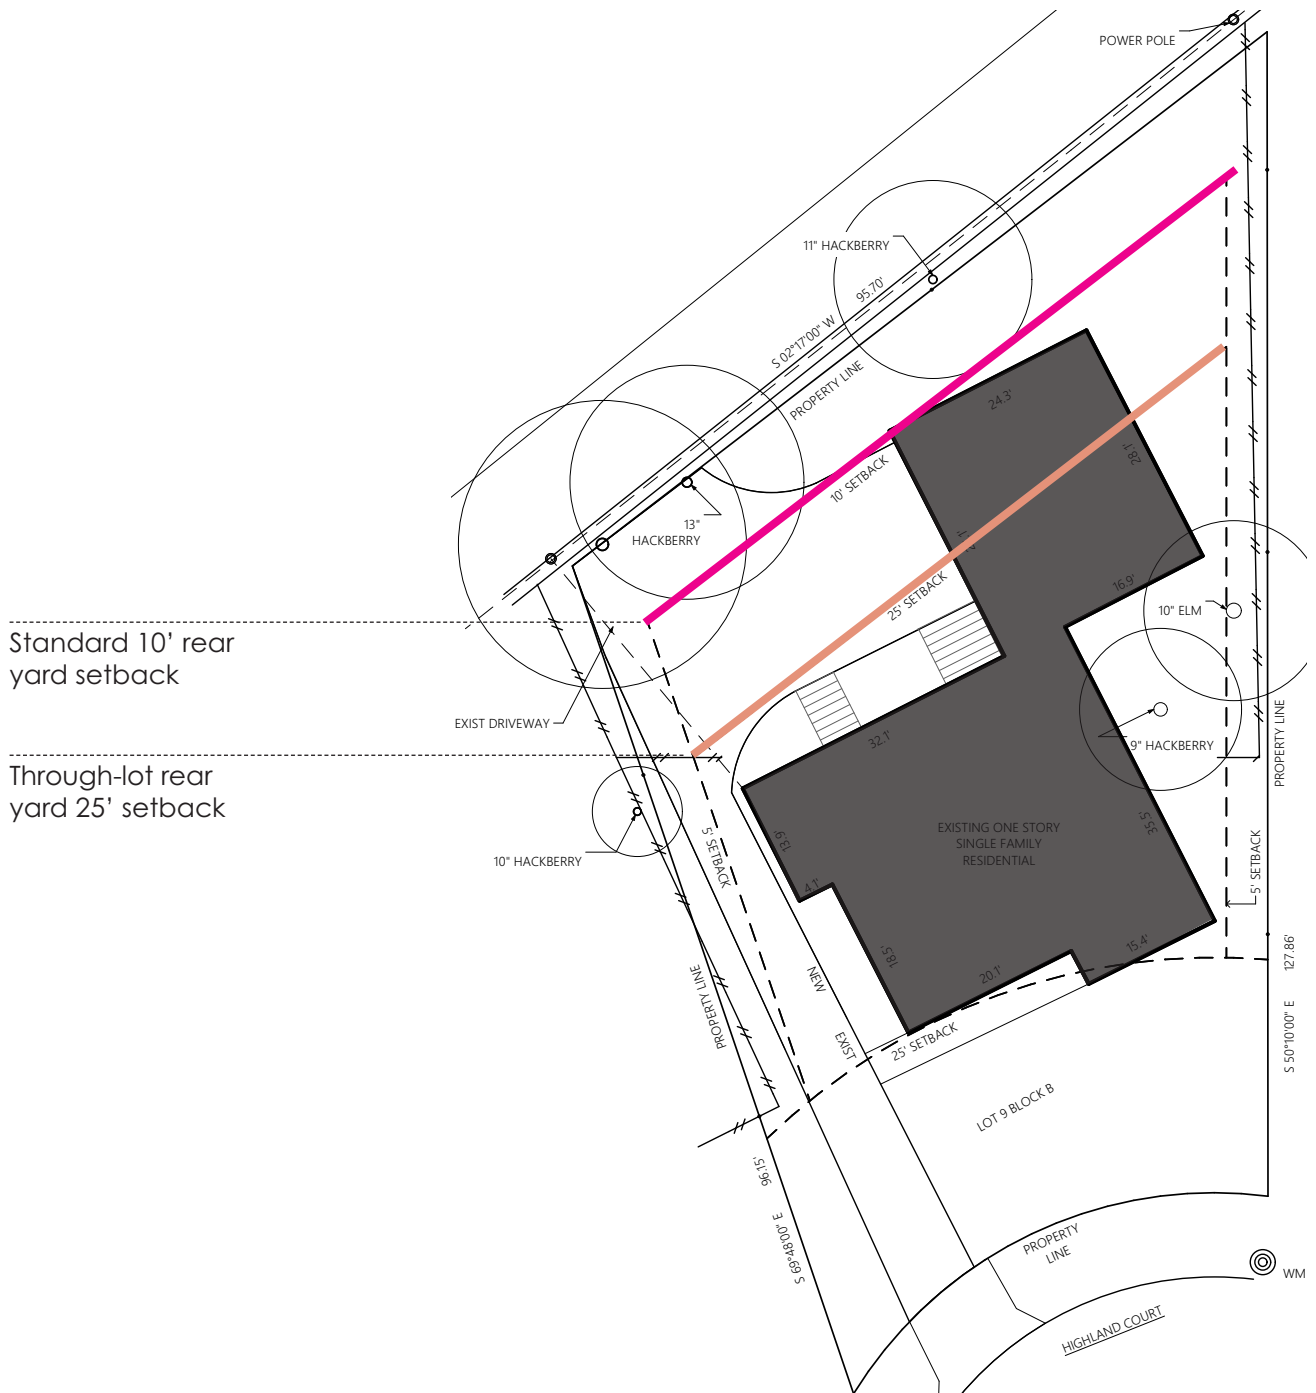 POWER POLE
11" HACKBERRY
95.70'
S 02°17'00" W
PROPERTY LINE
24.3'
28.1'
10' SETBACK
13"
HACKBERRY
25' SETBACK
16.9'
10" ELM
Standard 10’ rear
yard setback
EXIST DRIVEWAY
32.1'
9" HACKBERRY
PROPERTY LINE
Through-lot rear
yard 25’ setback
10" HACKBERRY
5' SETBACK
13.9'
4.1'
EXISTING ONE STORY
SINGLE FAMILY
RESIDENTIAL
35.5'
5' SETBACK
18.5'
20.1'
15.4'
PROPERTY LINE
NEW
EXIST
25' SETBACK
127.86'
S 50°10'00" E
LOT 9 BLOCK B
96.15'
S 69°48'00" E
PROPERTY
LINE
WM
HIGHLAND COURT